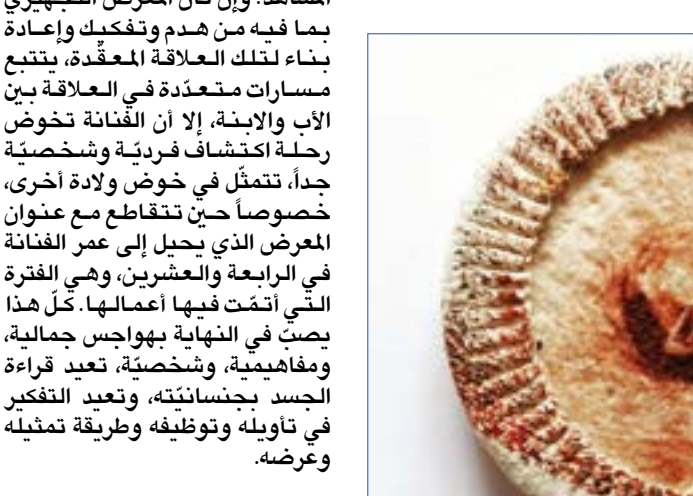 بما فيه من هدم وتفكيك وإعادة
بناء لتلك العلاقة المعقّدة، يتتبع
مسارات متعدّدة في العلاقة بين
الأب والابنة، إلا أن الفنانة تخوض
رحلة اكتشاف فرديّة وشخصيّة
جداً، تتمثّل في خوض ولادة أخرى،
خصوصاً حين تتقاطع مع عنوان
المعرض الذي يحيل إلى عمر الفنانة
في الرابعة والعشرين، وهي الفترة
التي أتمّت فيها أعمالها. كلّ هذا
يصبّ في النهاية بهواجس جمالية،
ومفاهيمية، وشخصيّة، تعيد قراءة
الجسد بجنسانيّته، وتعيد التفكير
في تأويله وتوظيفه وطريقة تمثيله
وعرضه.